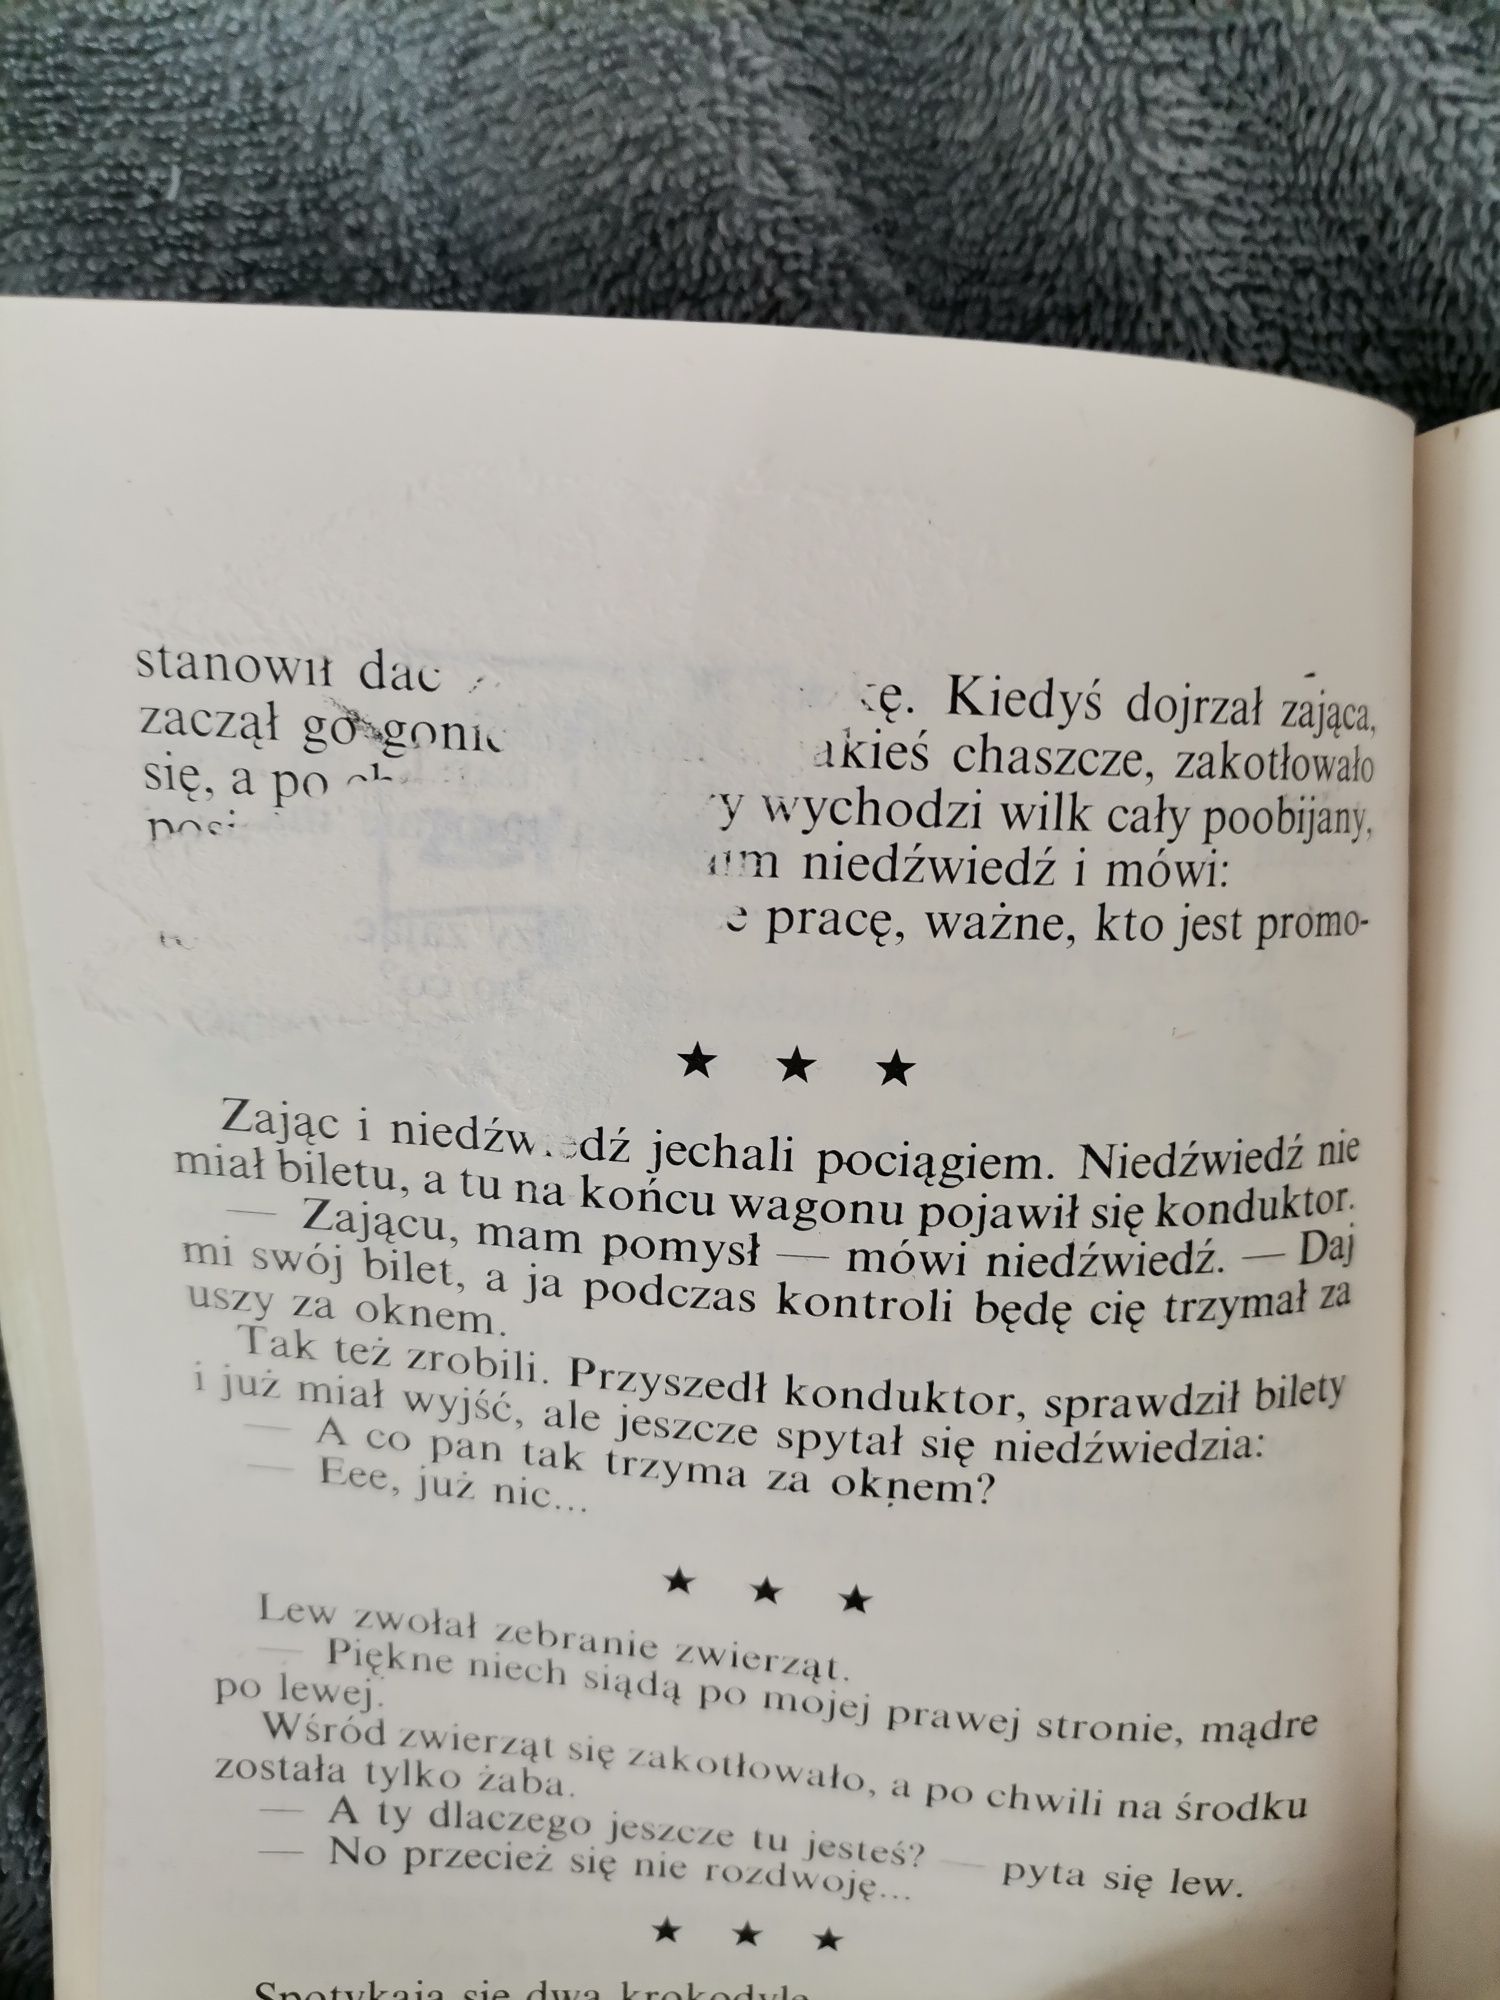 stanowił dac
Kiedyś dojrzał zająca,
zaczął go
chaszcze, zakotłowało
się, a po
wychodzi wilk cały poobijany,
niedźwiedź i mówi:
pracę, ważne, kto jest promo-
★ ★ ★
Zając i jechali pociągiem. Niedźwiedź nie
miał biletu, a tu na końcu wagonu pojawił się konduktor.
— Zającu, mam pomysł — mówi niedźwiedź. — Daj
mi swój bilet, a ja podczas kontroli będę cię trzymał za
uszy za oknem.
Tak też zrobili. Przyszedł konduktor, sprawdził bilety
i już miał wyjść, ale jeszcze spytał się niedźwiedzia:
— A co pan tak trzyma za oknem?
— Eee, już nic...
★ ★ ★
Lew zwołał zebranie zwierząt.
— Piękne niech siądą po mojej prawej stronie, mądre
po lewej.
Wśród zwierząt się zakotłowało, a po chwili na środku
została tylko żaba.
— A ty dlaczego jeszcze tu jesteś? — pyta się lew.
— No przecież się nie rozdwoję...
★ ★ ★
Spotykają się dwa krokodyle